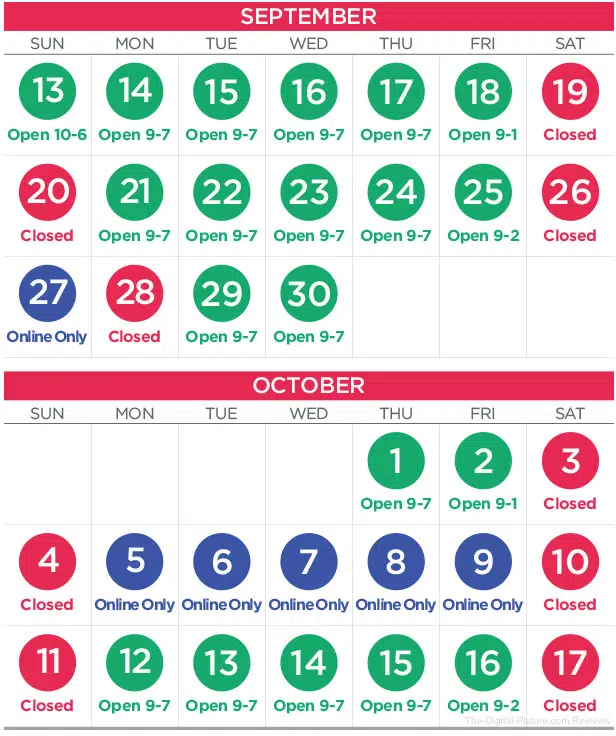 SEPTEMBER
SUN MON TUE WED THU FRI SAT
13 14 15 16 17 18 19
Open 10-6 Open 9-7 Open 9-7 Open 9-7 Open 9-7 Open 9-1 Closed
20 21 22 23 24 25 26
Closed Open 9-7 Open 9-7 Open 9-7 Open 9-7 Open 9-2 Closed
27 28 29 30
Online Only Closed Open 9-7 Open 9-7
OCTOBER
SUN MON TUE WED THU FRI SAT
1 2 3
Open 9-7 Open 9-1 Closed
4 5 6 7 8 9 10
Closed Online Only Online Only Online Only Online Only Online Only Closed
11 12 13 14 15 16 17
Closed Open 9-7 Open 9-7 Open 9-7 Open 9-7 Open 9-2 Closed
The-Digital-Picture.com Reviews